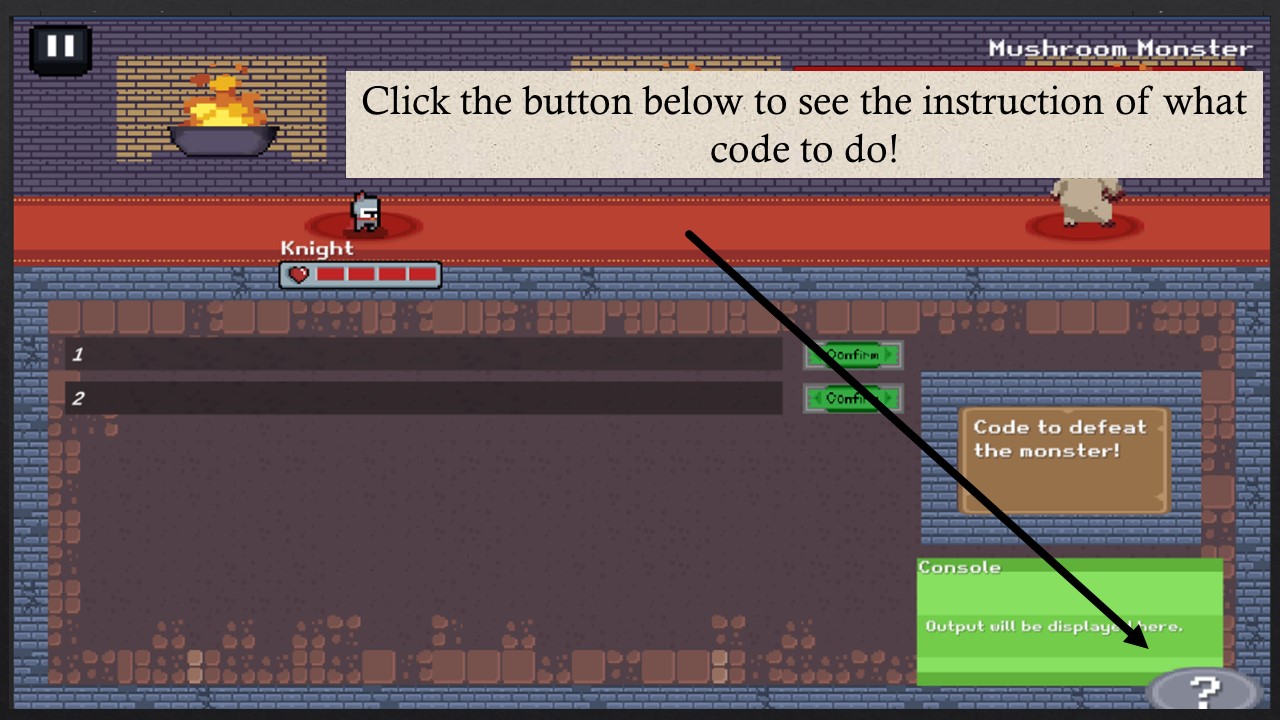 Mushroom Monster
Click the button below to see the instruction of what
code to do!
Knight
1
Confirm
2
Confirm
Code to defeat
the monster!
Console
Output will be displayed here.
?